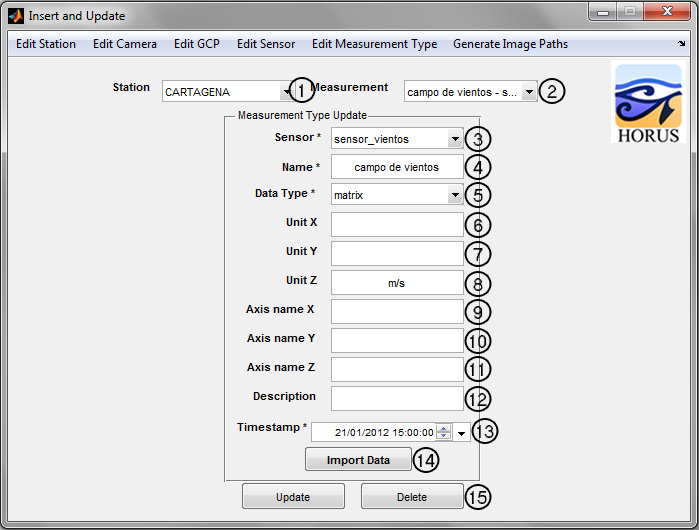 Insert and Update
Edit Station Edit Camera Edit GCP Edit Sensor Edit Measurement Type Generate Image Paths
Station CARTAGENA 1 Measurement campo de vientos - s... 2
HORUS
Measurement Type Update
Sensor * sensor_vientos 3
Name * campo de vientos 4
Data Type * matrix 5
Unit X 6
Unit Y 7
Unit Z m/s 8
Axis name X 9
Axis name Y 10
Axis name Z 11
Description 12
Timestamp * 21/01/2012 15:00:00 13
Import Data 14
Update Delete 15